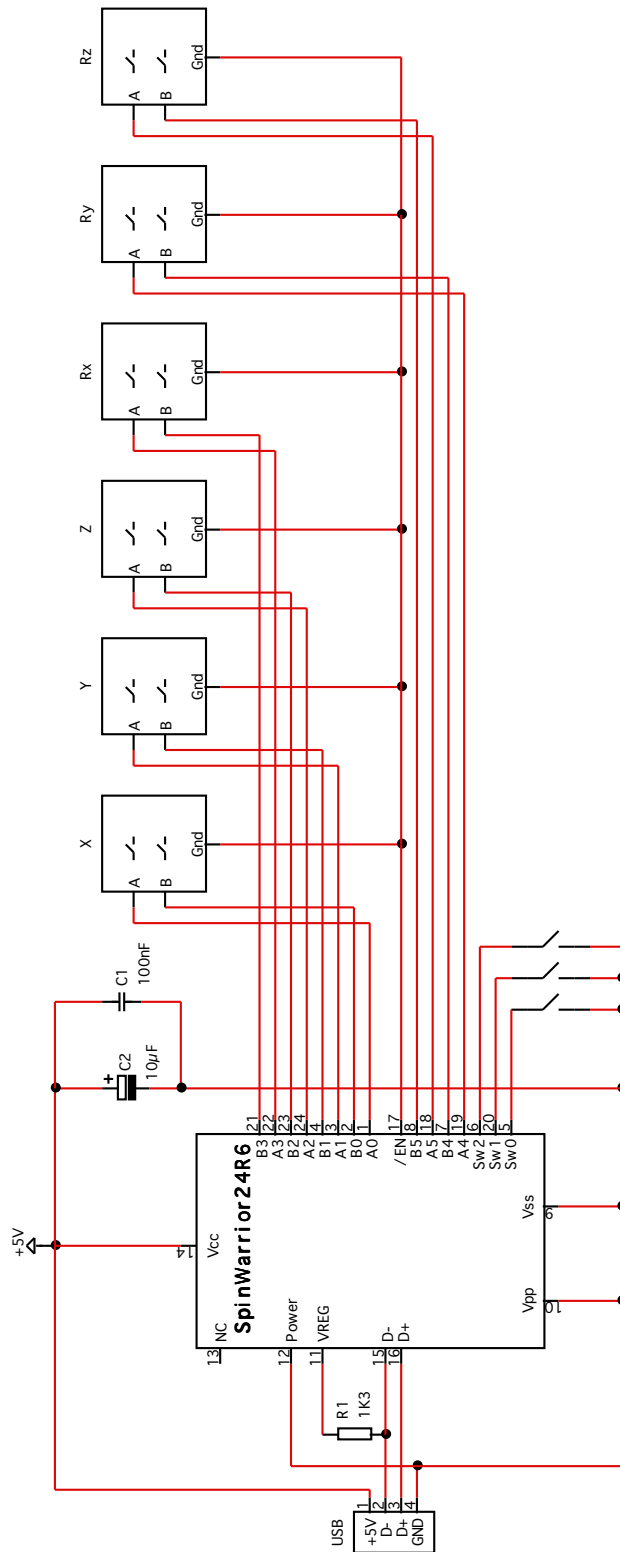 Rz
A
B
Gnd
Ry
A
B
Gnd
Rx
A
B
Gnd
Z
A
B
Gnd
Y
A
B
Gnd
X
A
B
Gnd
C1
100nF
C2
10µF
+
+5V
SpinWarrior24R6
14 Vcc
13 NC
12 Power
11 VREG
15 D-
16 D+
21 B3
22 A3
23 B2
24 A2
4 B1
3 A1
2 B0
1 A0
17 /EN
8 B5
18 A5
7 B4
19 A4
6 Sw2
20 Sw1
5 Sw0
Vss 9
Vpp 10
R1
1K3
USB
1 +5V
2 D-
3 D+
4 GND